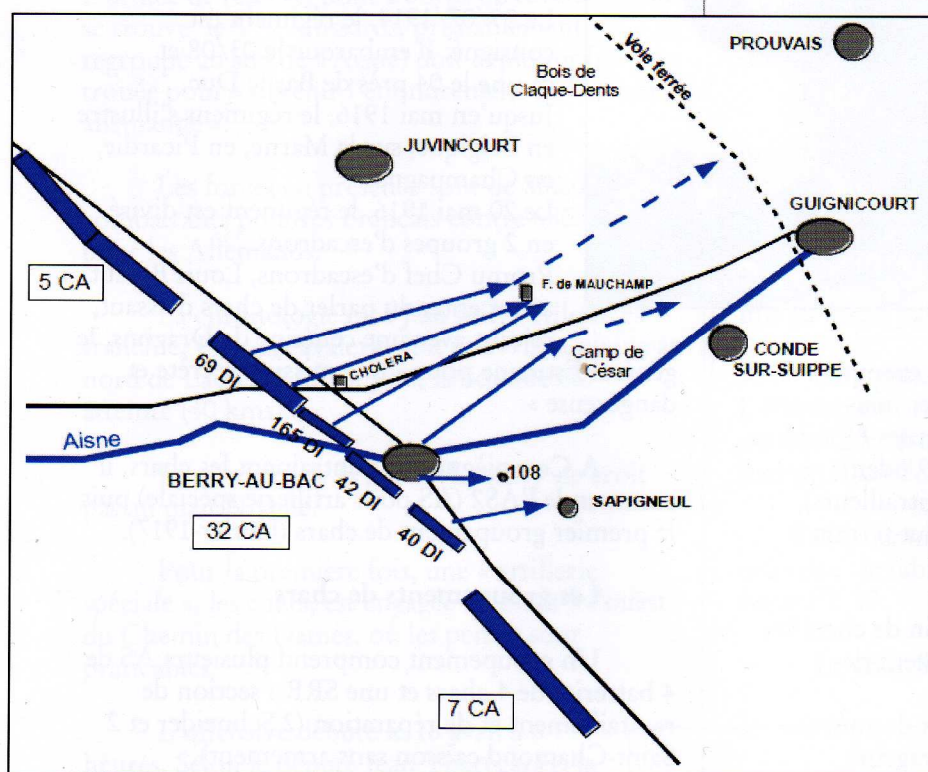 PROUVAIS
Voie ferrée
Bois de
Claque-Dents
JUVINCOURT
GUIGNICOURT
5 CA
F. de MAUCHAMP
69 DI
CHOLERA
Camp de
César
CONDE
SUR-SUIPPE
165 DI
Aisne
BERRY-AU-BAC
42 DI
108
SAPIGNEUL
40 DI
32 CA
7 CA